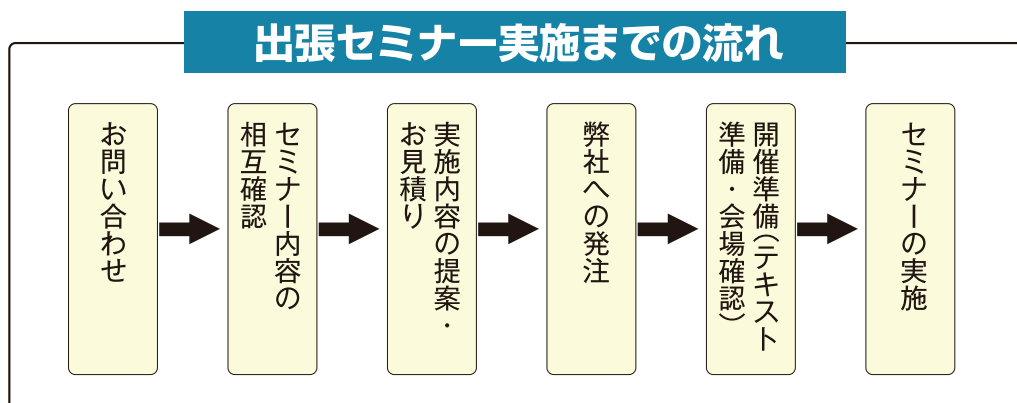 出張セミナー実施までの流れ
お問い合わせ
セミナー内容の
相互確認
実施内容の提案・
お見積り
弊社への発注
開催準備(テキスト
準備・会場確認)
セミナーの実施